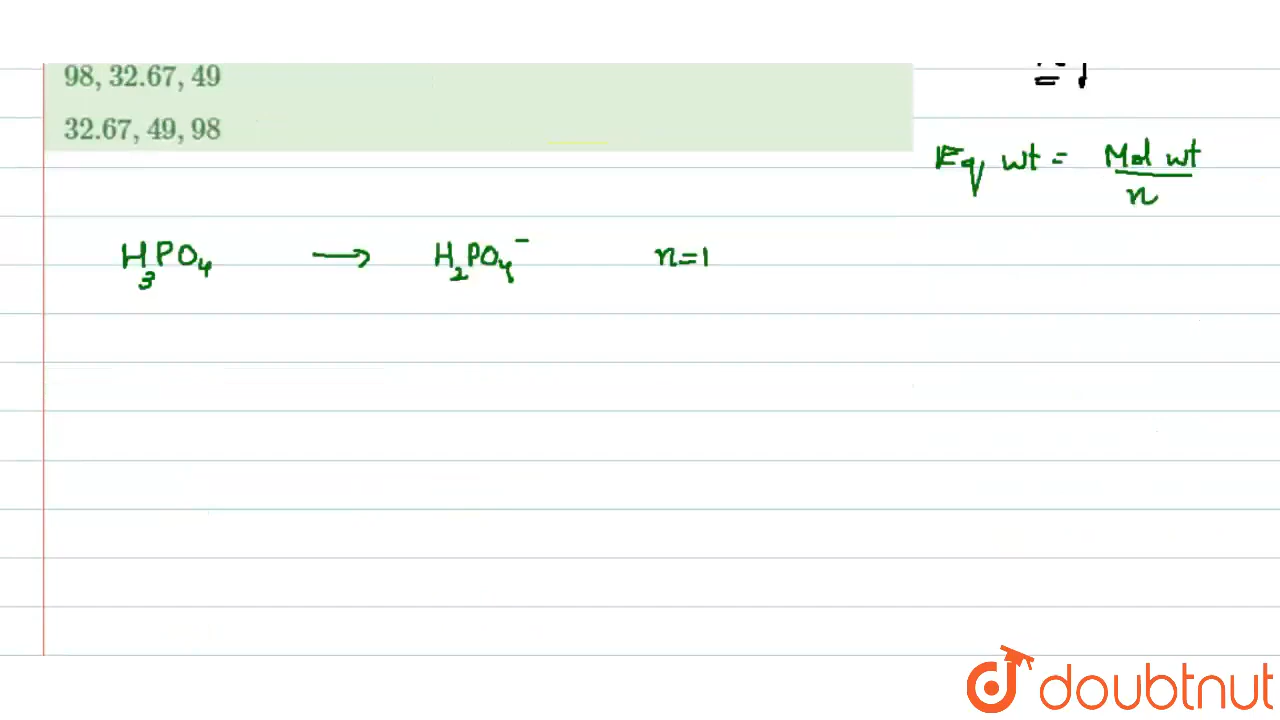 98, 32.67, 49
32.67, 49, 98
Eq wt = Mol wt
n
H3PO4 → H2PO4⁻ n=1
doubtnut